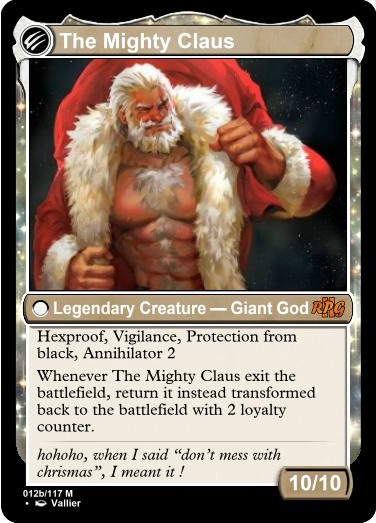 The Mighty Claus
Legendary Creature — Giant God
RPG
Hexproof, Vigilance, Protection from
black, Annihilator 2
Whenever The Mighty Claus exit the
battlefield, return it instead transformed
back to the battlefield with 2 loyalty
counter.
hohoho, when I said “don't mess with
chrismas”, I meant it !
10/10
012b/117 M
• Vallier